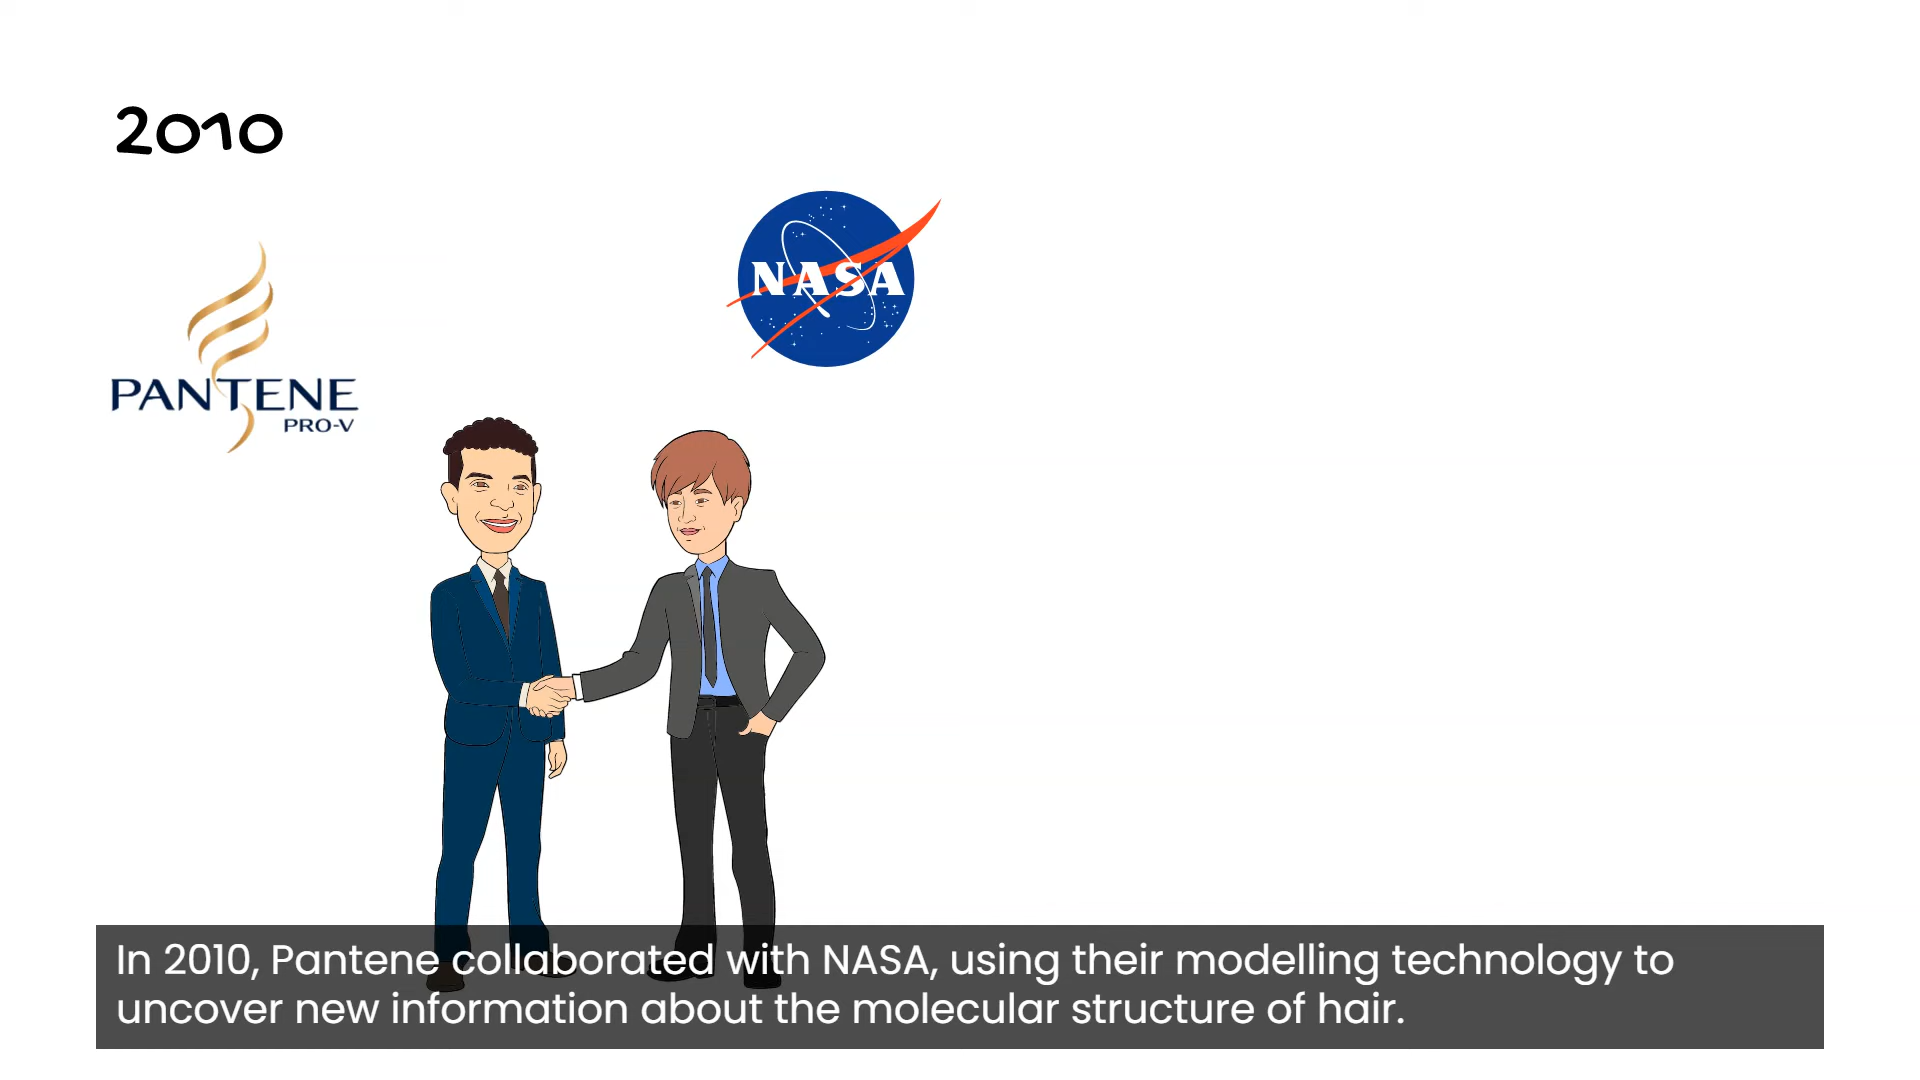 2010
NASA
PANTENE
PRO-V
In 2010, Pantene collaborated with NASA, using their modelling technology to
uncover new information about the molecular structure of hair.